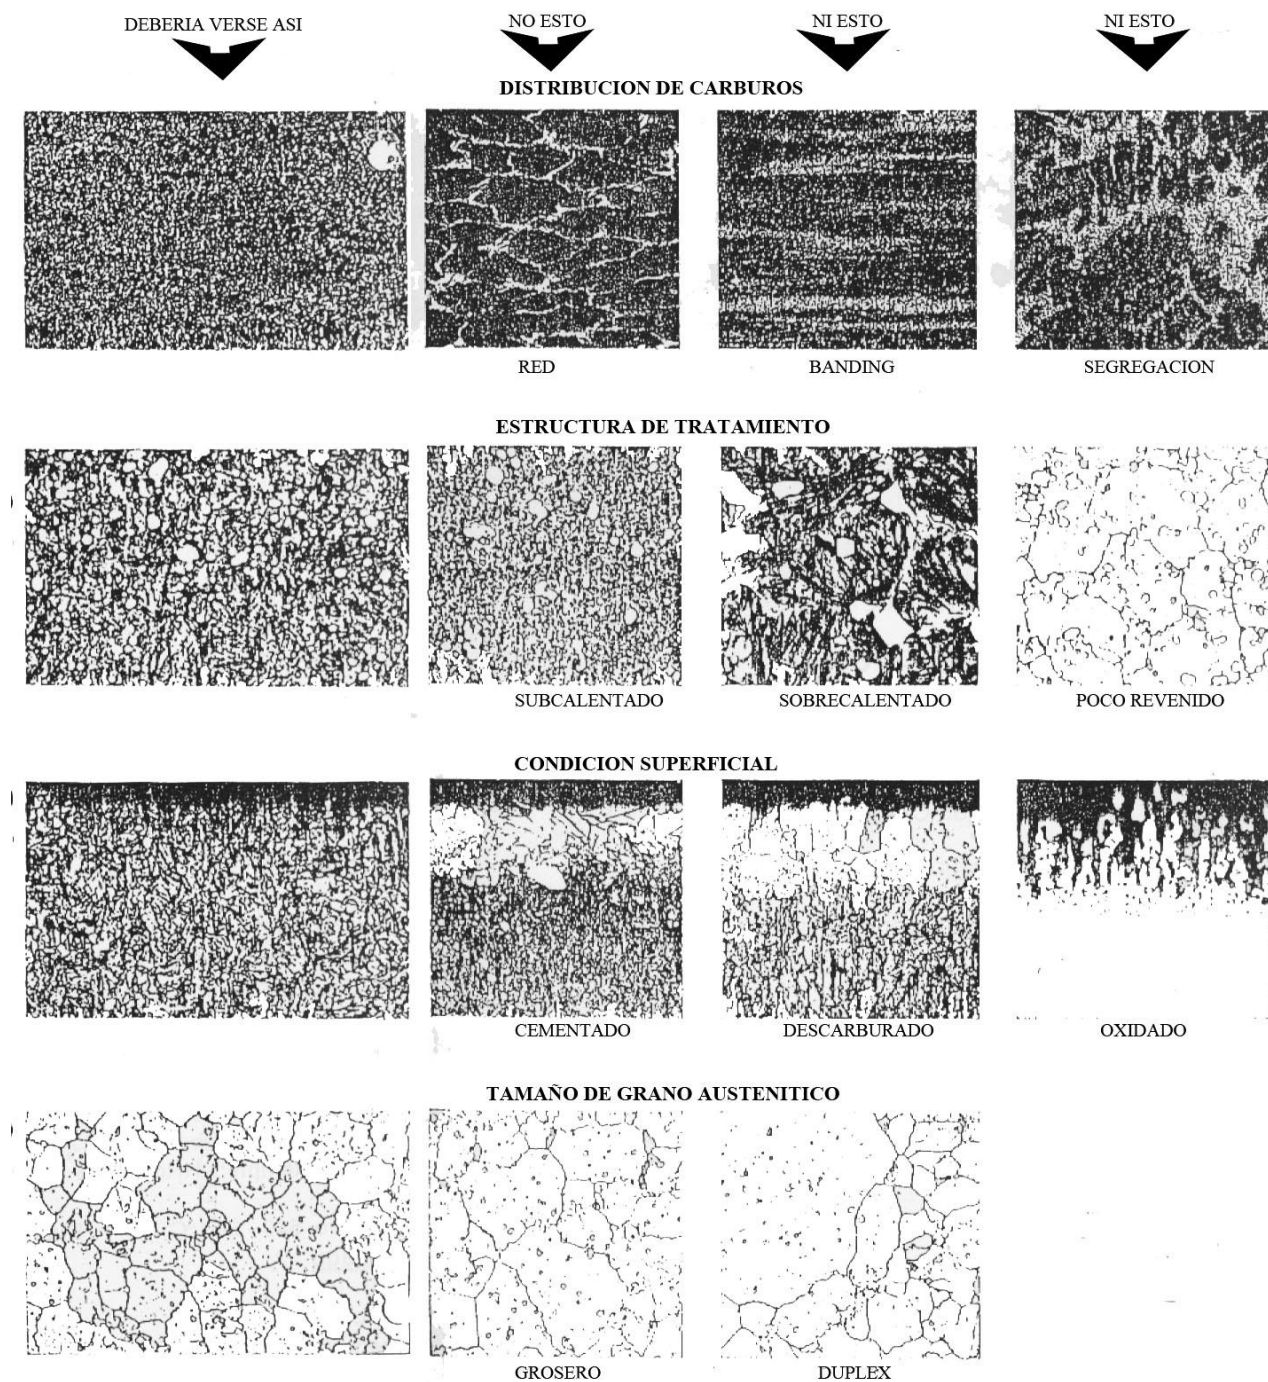 DEBERIA VERSE ASI
NO ESTO
NI ESTO
NI ESTO
DISTRIBUCION DE CARBUROS
RED
BANDING
SEGREGACION
ESTRUCTURA DE TRATAMIENTO
SUBCALENTADO
SOBRECALENTADO
POCO REVENIDO
CONDICION SUPERFICIAL
CEMENTADO
DESCARBURADO
OXIDADO
TAMAÑO DE GRANO AUSTENITICO
GROSERO
DUPLEX